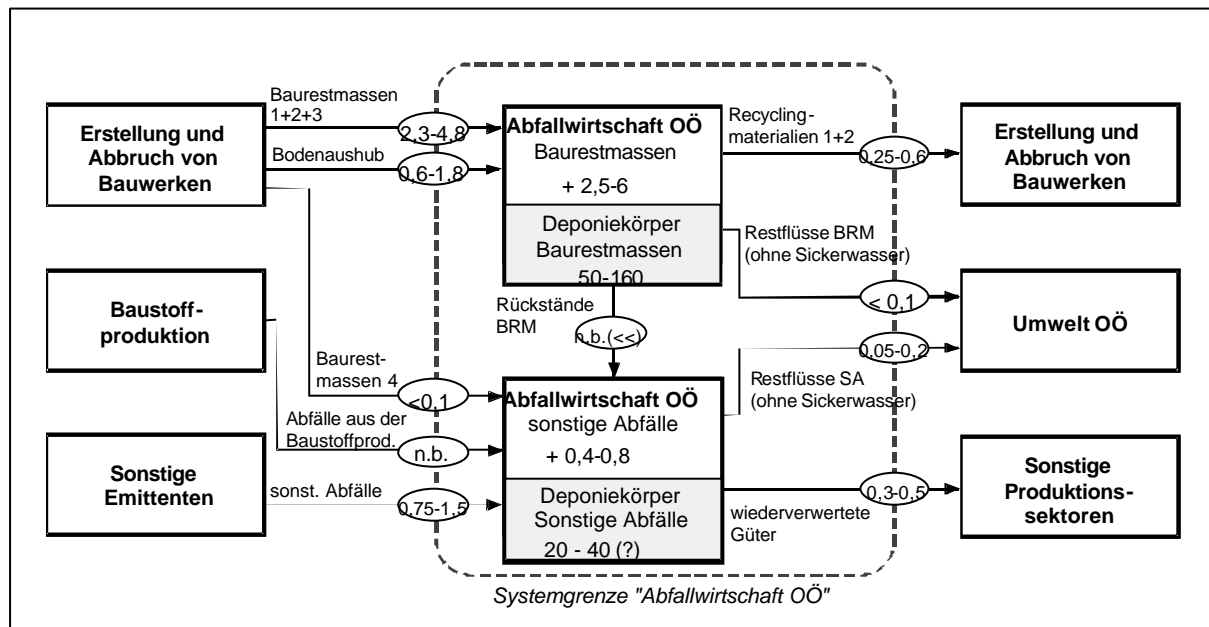 Baurestmassen
1+2+3
2,3-4,8
Bodenaushub
0,6-1,8
Erstellung und
Abbruch von
Bauwerken
Abfallwirtschaft OÖ
Baurestmassen
+ 2,5-6
Deponiekörper
Baurestmassen
50-160
Recycling-
materialien 1+2
0,25-0,6
Erstellung und
Abbruch von
Bauwerken
Restflüsse BRM
(ohne Sickerwasser)
< 0,1
Baustoff-
produktion
Rückstände
BRM
n.b.(<<)
Umwelt OÖ
0,05-0,2
Restflüsse SA
(ohne Sickerwasser)
Baurest-
massen 4
<0,1
Abfälle aus der
Baustoffprod.
n.b.
Sonstige
Emittenten
sonst. Abfälle
0,75-1,5
Abfallwirtschaft OÖ
sonstige Abfälle
+ 0,4-0,8
Deponiekörper
Sonstige Abfälle
20 - 40 (?)
0,3-0,5
wiederverwertete
Güter
Sonstige
Produktions-
sektoren
Systemgrenze "Abfallwirtschaft OÖ"